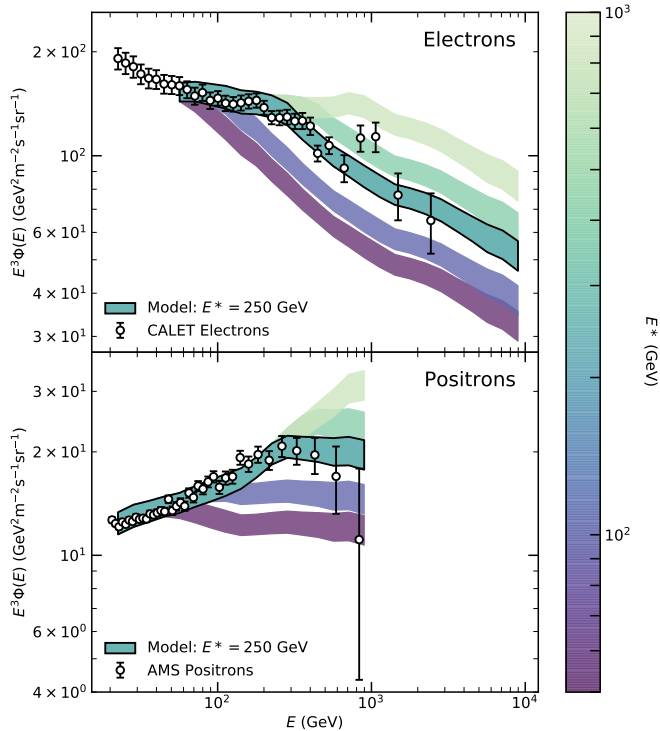 Electrons
2 × 10²
10²
6 × 10¹
4 × 10¹
3 × 10¹
E³Φ(E) (GeV²m⁻²s⁻¹sr⁻¹)
Model: E* = 250 GeV
CALET Electrons
Positrons
3 × 10¹
2 × 10¹
10¹
6 × 10⁰
4 × 10⁰
E³Φ(E) (GeV²m⁻²s⁻¹sr⁻¹)
Model: E* = 250 GeV
AMS Positrons
10²
10³
10⁴
E (GeV)
10³
10²
E* (GeV)